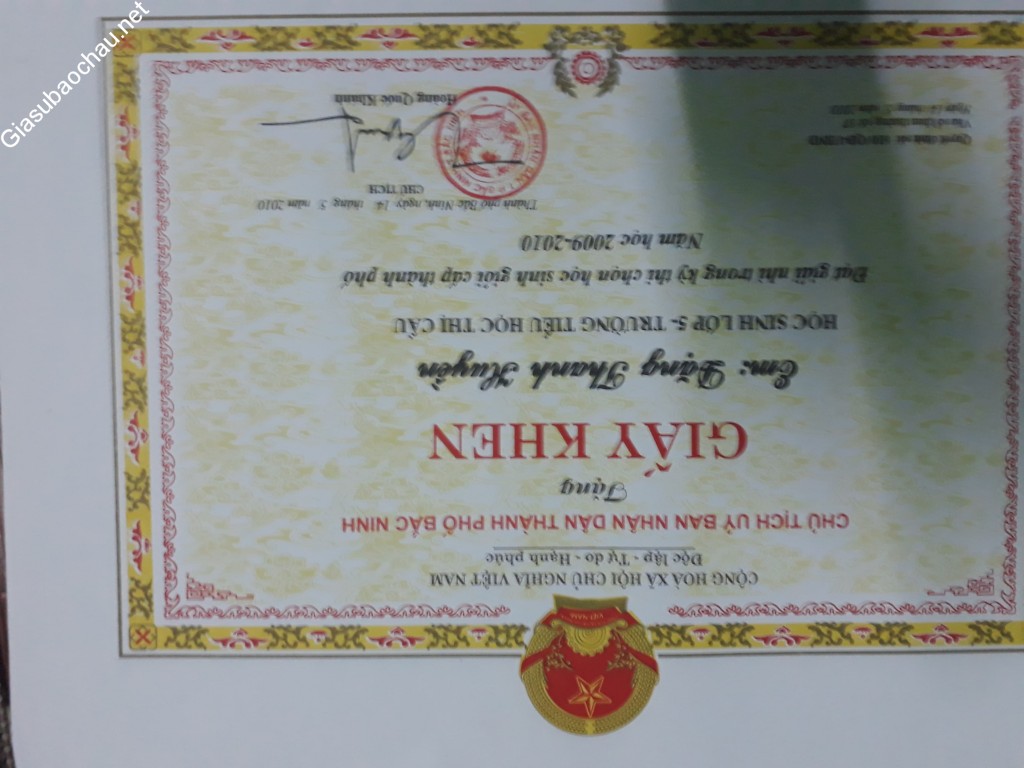 Giasubaochau.net
CỘNG HOÀ XÃ HỘI CHỦ NGHĨA VIỆT NAM
Độc lập - Tự do - Hạnh phúc
CHỦ TỊCH UỶ BAN NHÂN DÂN THÀNH PHỐ BẮC NINH
Tặng
GIẤY KHEN
Em: Đặng Thanh Huyền
HỌC SINH LỚP 5- TRƯỜNG TIỂU HỌC THỊ CẦU
Đạt giải nhì trong kỳ thi chọn học sinh giỏi cấp thành phố
Năm học 2009-2010
Thành phố Bắc Ninh, ngày 14 tháng 5 năm 2010
CHỦ TỊCH
Hoàng Quốc Khanh